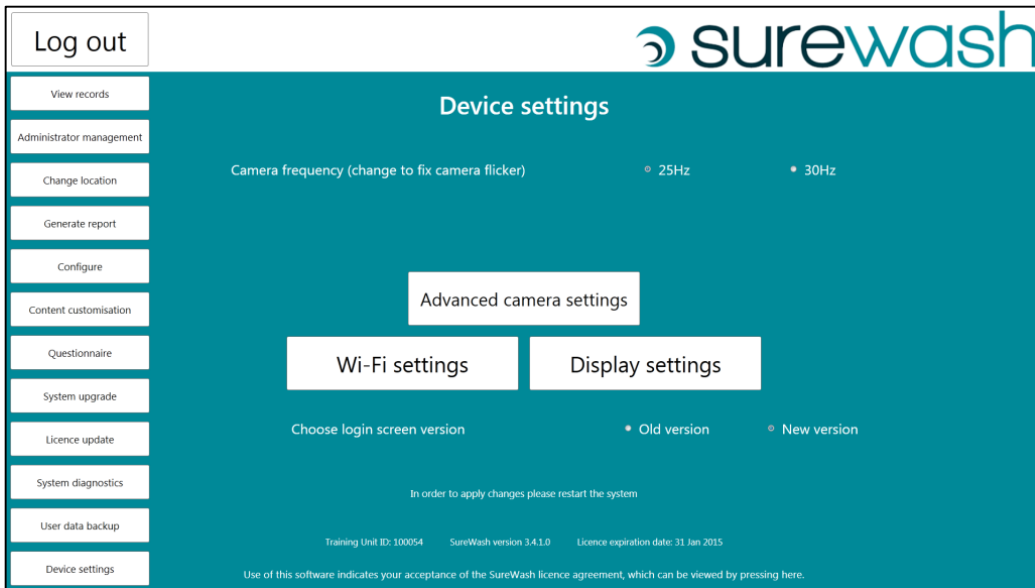 Log out
surewash
View records
Administrator management
Change location
Generate report
Configure
Content customisation
Questionnaire
System upgrade
Licence update
System diagnostics
User data backup
Device settings
Device settings
Camera frequency (change to fix camera flicker) 25Hz 30Hz
Advanced camera settings
Wi-Fi settings Display settings
Choose login screen version Old version New version
In order to apply changes please restart the system
Training Unit ID: 100054 SureWash version 3.4.1.0 Licence expiration date: 31 Jan 2015
Use of this software indicates your acceptance of the SureWash licence agreement, which can be viewed by pressing here.